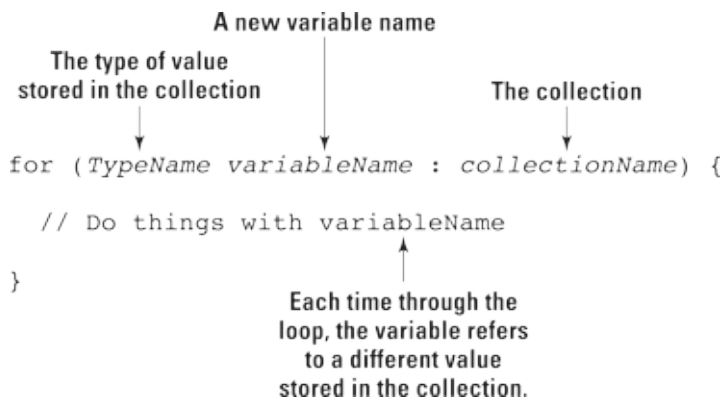 A new variable name
The type of value
stored in the collection
The collection
for (TypeName variableName : collectionName) {
// Do things with variableName
}
Each time through the
loop, the variable refers
to a different value
stored in the collection.